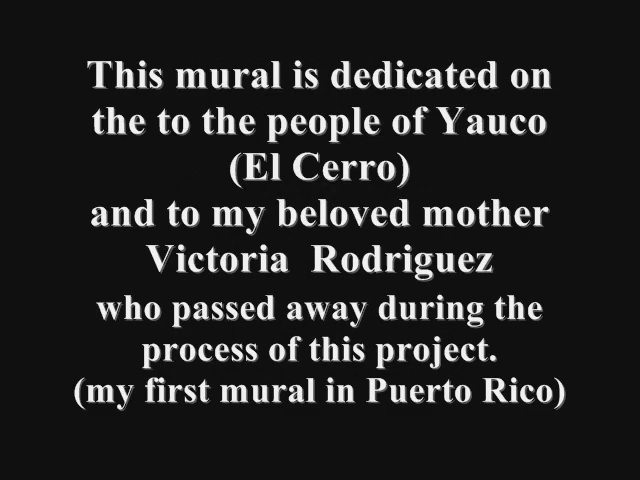 This mural is dedicated on
the to the people of Yauco
(El Cerro)
and to my beloved mother
Victoria  Rodriguez
who passed away during the
process of this project.
(my first mural in Puerto Rico)